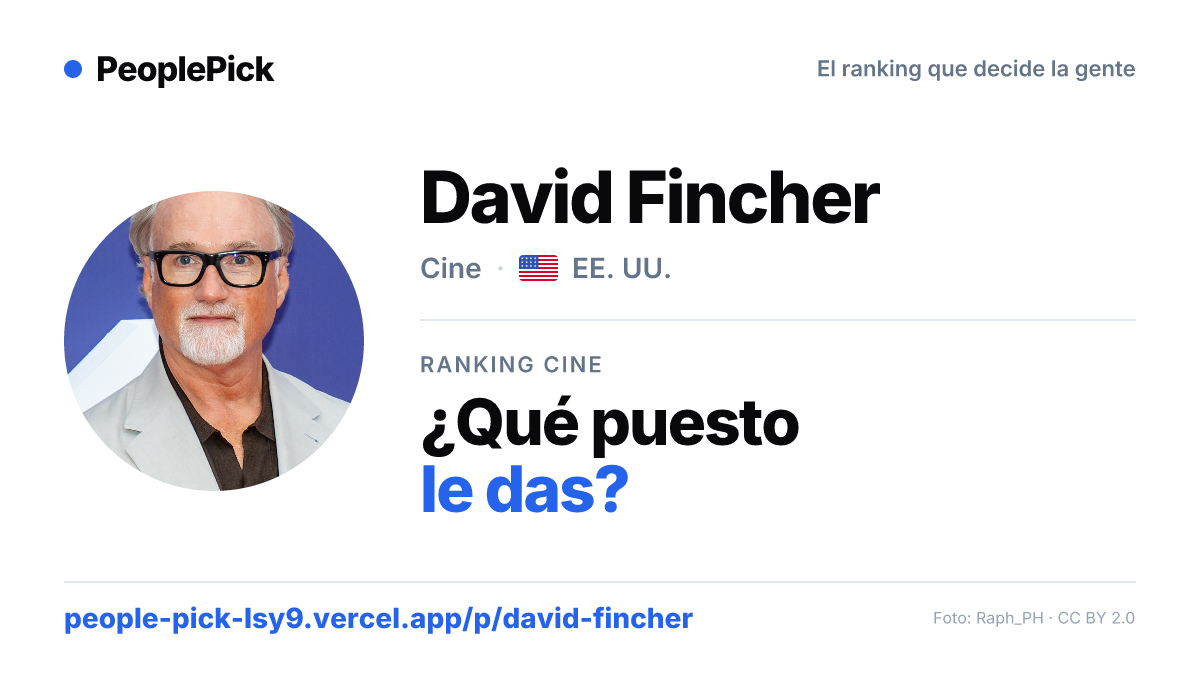 PeoplePick
El ranking que decide la gente
David Fincher
Cine · EE. UU.
RANKING CINE
¿Qué puesto
le das?
people-pick-lsy9.vercel.app/p/david-fincher
Foto: Raph_PH · CC BY 2.0